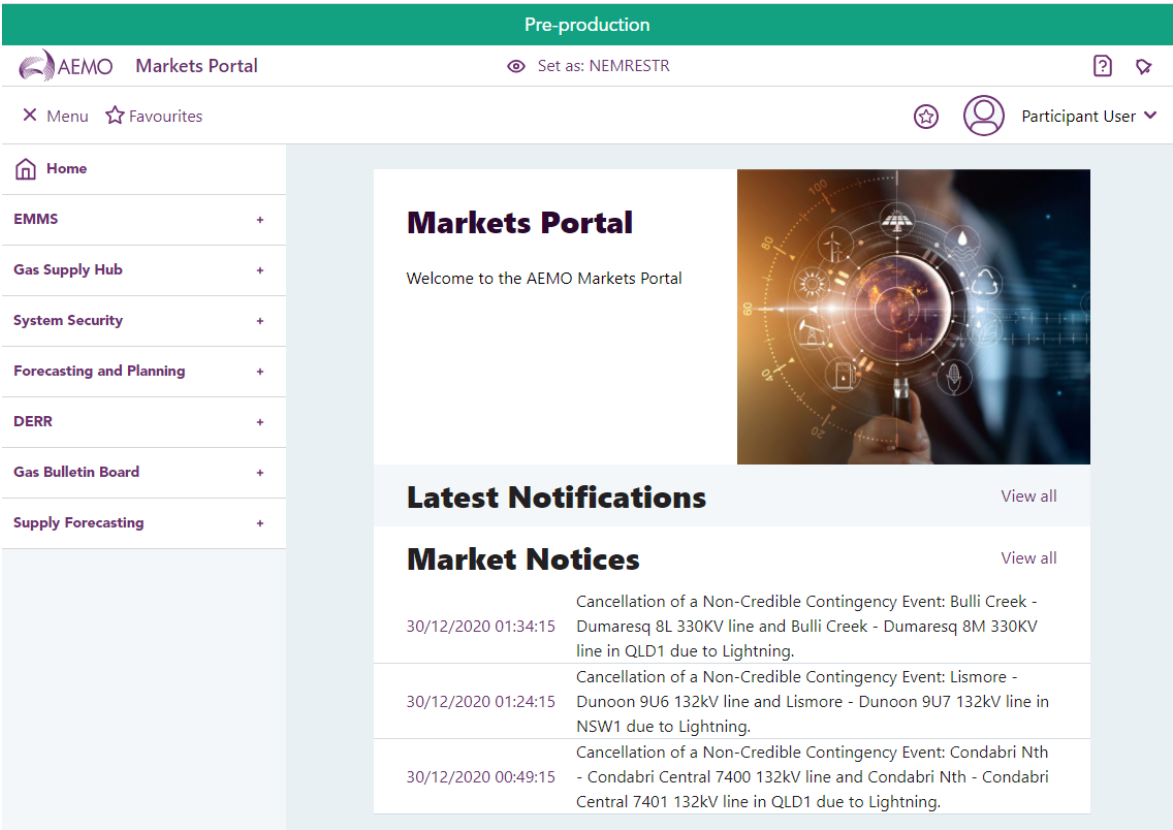 Pre-production
AEMO Markets Portal
Set as: NEMRESTR
Menu Favourites
Participant User
Home
EMMS +
Gas Supply Hub +
System Security +
Forecasting and Planning +
DERR +
Gas Bulletin Board +
Supply Forecasting +
Markets Portal
Welcome to the AEMO Markets Portal
100
80
60
40
20
Latest Notifications View all
Market Notices View all
30/12/2020 01:34:15
Cancellation of a Non-Credible Contingency Event: Bulli Creek -
Dumaresq 8L 330KV line and Bulli Creek - Dumaresq 8M 330KV
line in QLD1 due to Lightning.
30/12/2020 01:24:15
Cancellation of a Non-Credible Contingency Event: Lismore -
Dunoon 9U6 132kV line and Lismore - Dunoon 9U7 132kV line in
NSW1 due to Lightning.
30/12/2020 00:49:15
Cancellation of a Non-Credible Contingency Event: Condabri Nth
- Condabri Central 7400 132kV line and Condabri Nth - Condabri
Central 7401 132kV line in QLD1 due to Lightning.